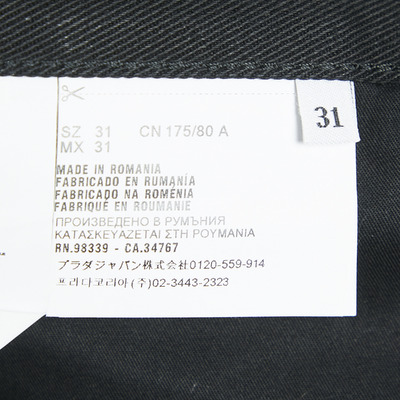 SZ 31 CN 175/80 A
MX 31
31
MADE IN ROMANIA
FABRICADO EN RUMANÍA
FABRICADO NA ROMÉNIA
FABRIQUÉ EN ROUMANIE
ПРОИЗВЕДЕНО В РУМЪНИЯ
ΚΑΤΑΣΚΕΥΑΖΕΤΑΙ ΣΤΗ ΡΟΥΜΑΝΙΑ
RN.98339 - CA.34767
プラダジャパン株式会社0120-559-914
프라다코리아(주)02-3443-2323